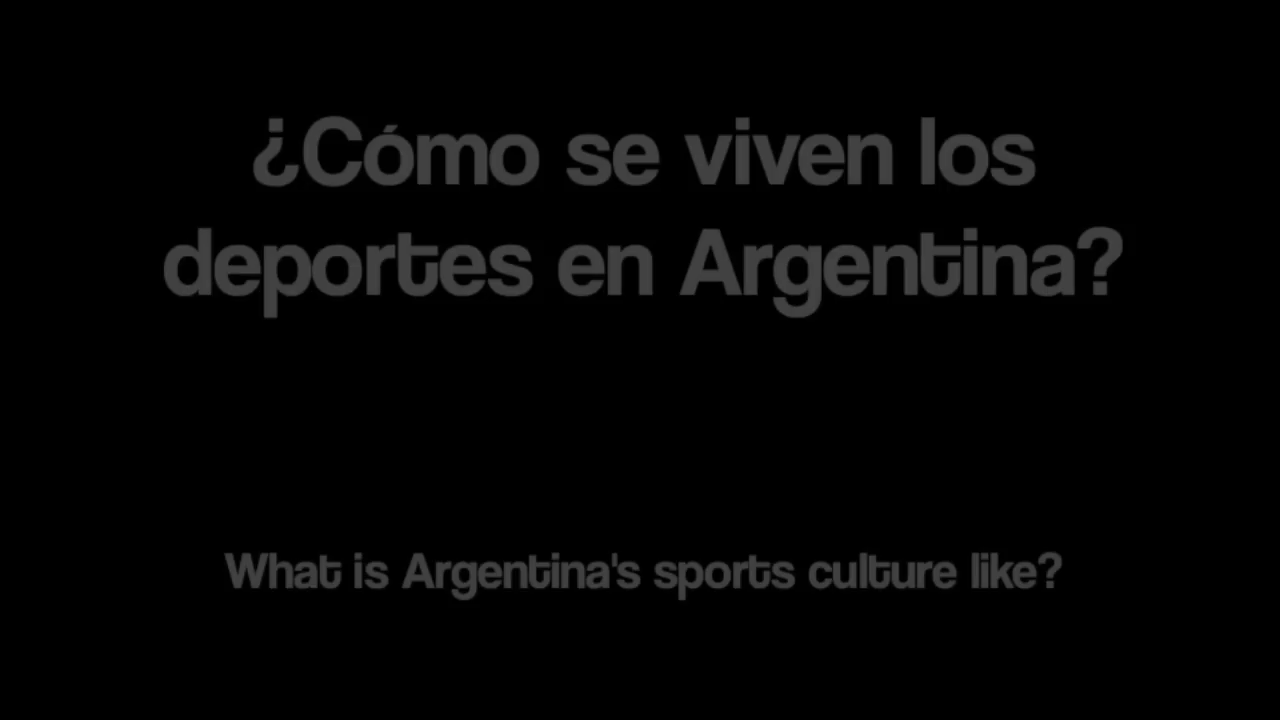 ¿Cómo se viven los
deportes en Argentina?
What is Argentina's sports culture like?